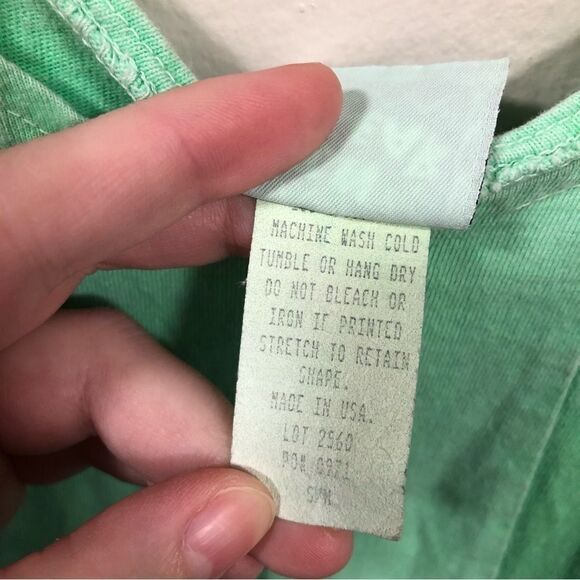 MACHINE WASH COLD
TUMBLE OR HANG DRY
DO NOT BLEACH OR
IRON IF PRINTED
STRETCH TO RETAIN
SHAPE.
MADE IN USA.
LOT 2560